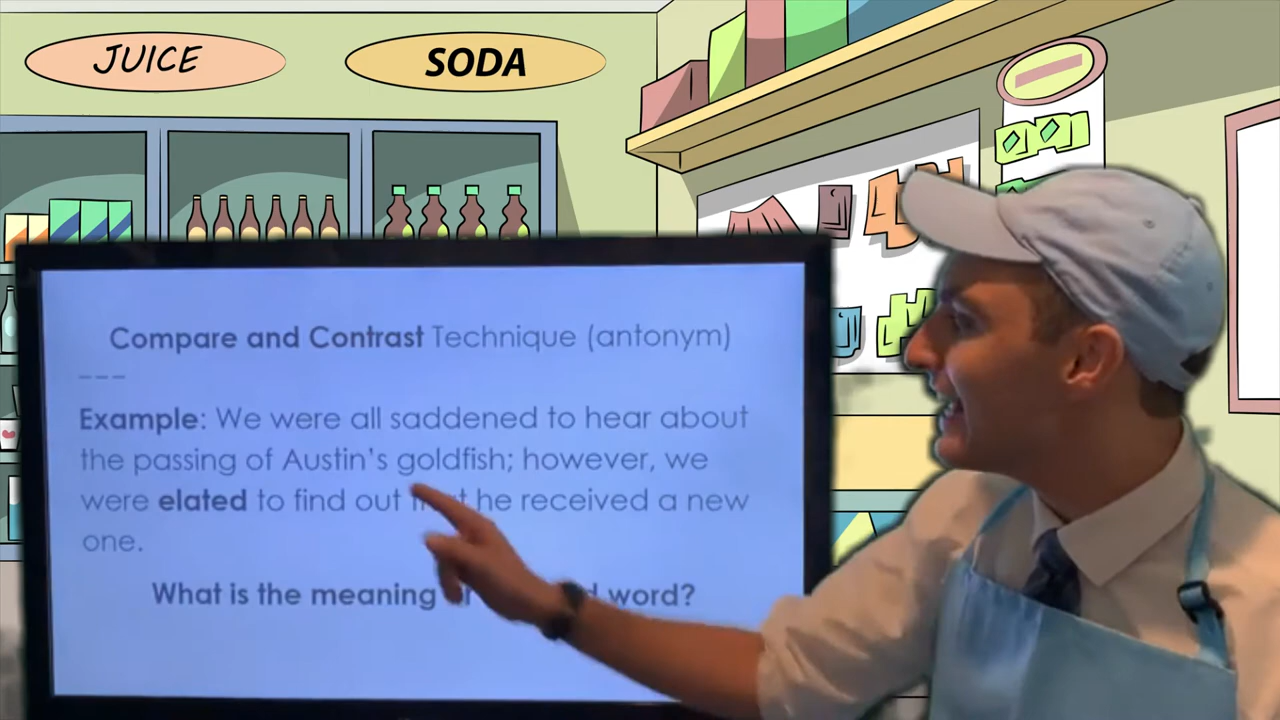 JUICE
SODA
Compare and Contrast Technique (antonym)
---
Example: We were all saddened to hear about
the passing of Austin's goldfish; however, we
were elated to find out he received a new
one.
What is the meaning word?